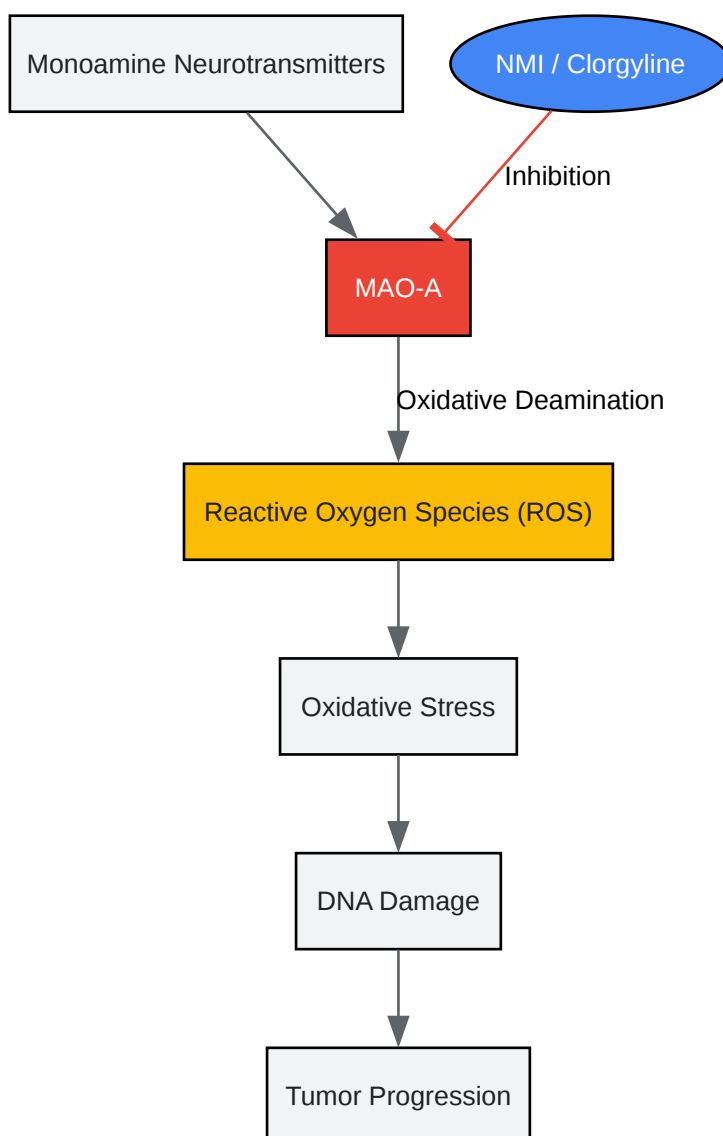 Monoamine Neurotransmitters
NMI / Clorgyline
Inhibition
MAO-A
Oxidative Deamination
Reactive Oxygen Species (ROS)
Oxidative Stress
DNA Damage
Tumor Progression